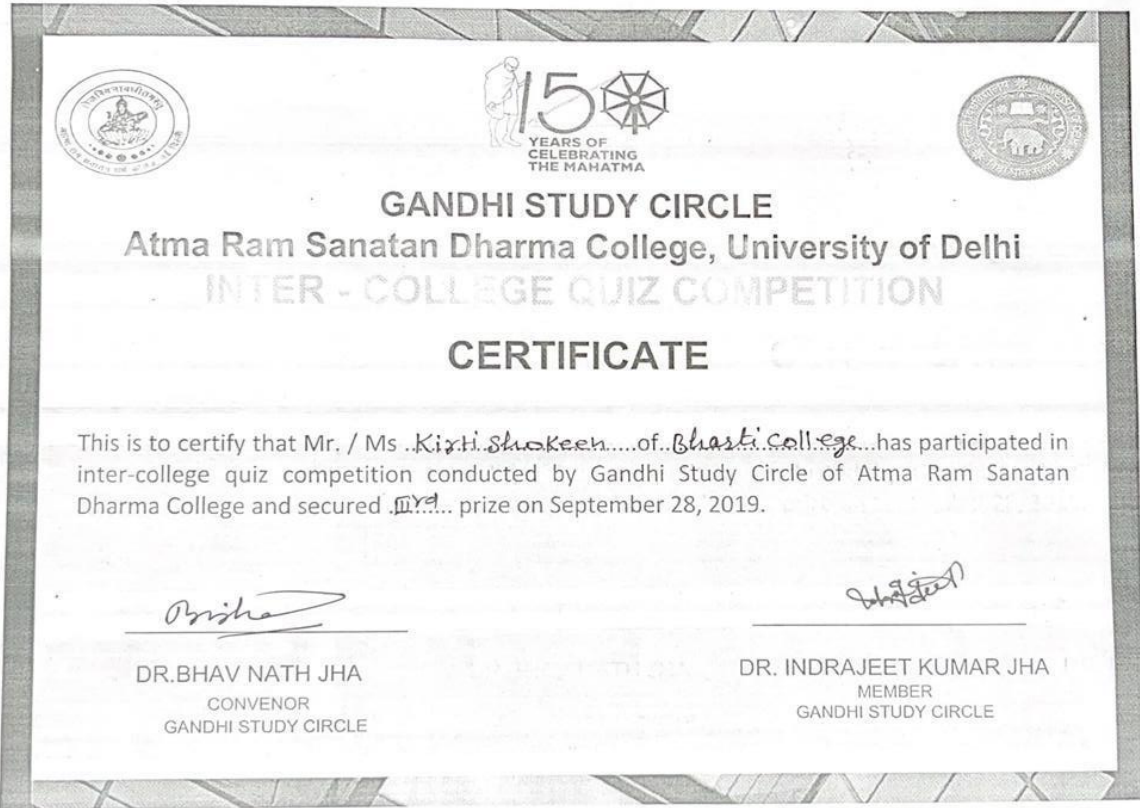 150
YEARS OF
CELEBRATING
THE MAHATMA
GANDHI STUDY CIRCLE
Atma Ram Sanatan Dharma College, University of Delhi
INTER - COLLEGE QUIZ COMPETITION
CERTIFICATE
This is to certify that Mr. / Ms..Kirti Shokeen....of..Bharti College..has participated in
inter-college quiz competition conducted by Gandhi Study Circle of Atma Ram Sanatan
Dharma College and secured .IIIrd... prize on September 28, 2019.
DR.BHAV NATH JHA
DR. INDRAJEET KUMAR JHA
CONVENOR
MEMBER
GANDHI STUDY CIRCLE
GANDHI STUDY CIRCLE